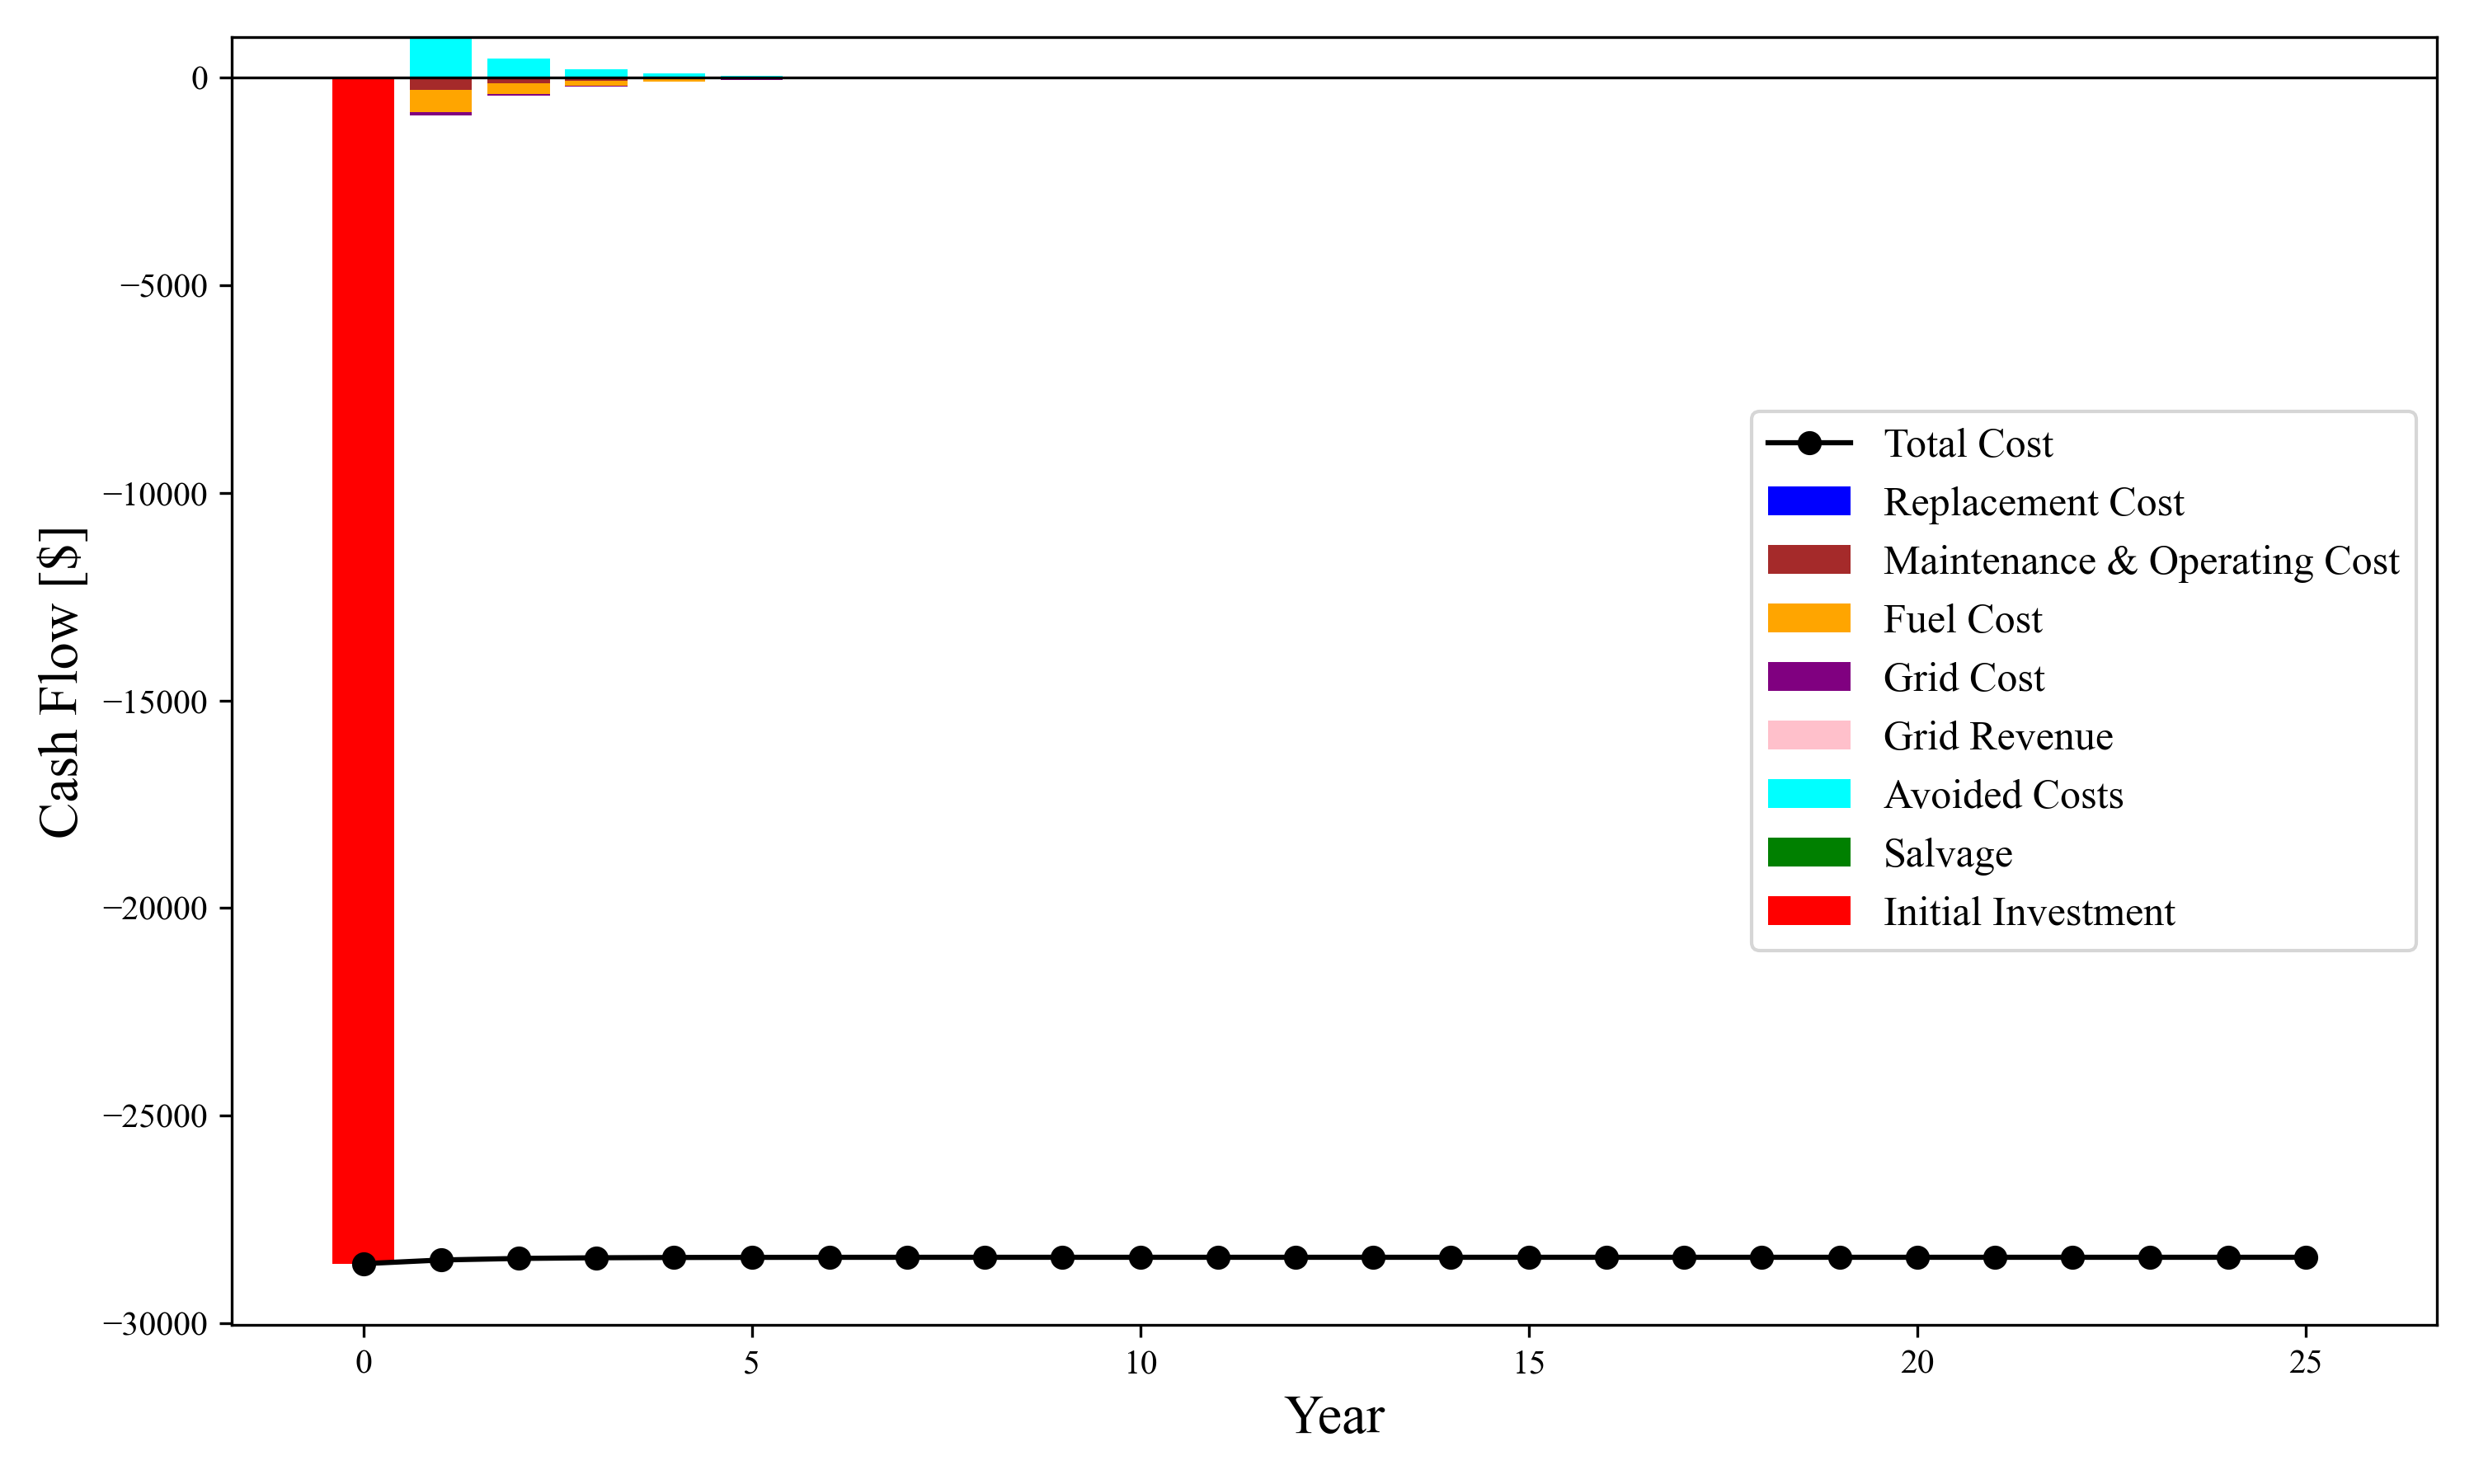 0
−5000
−10000
−15000
−20000
−25000
−30000
Cash Flow [$]
Total Cost
Replacement Cost
Maintenance & Operating Cost
Fuel Cost
Grid Cost
Grid Revenue
Avoided Costs
Salvage
Initial Investment
0 5 10 15 20 25
Year